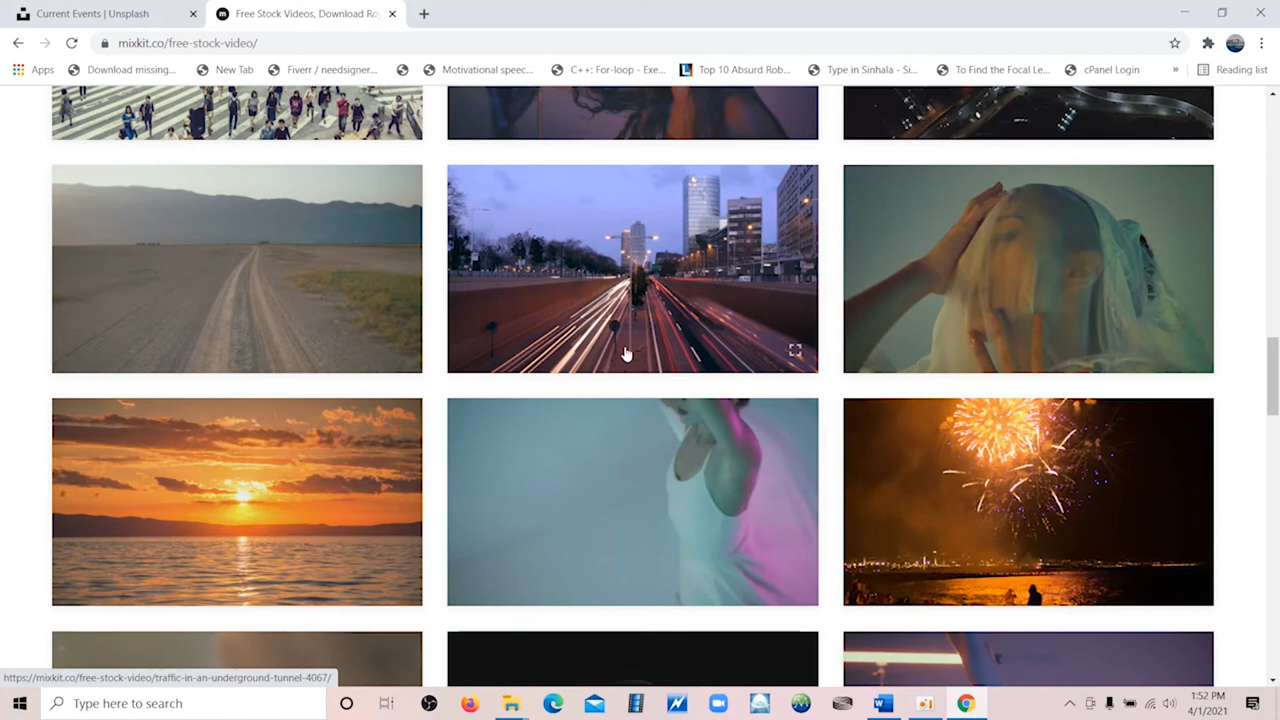 Current Events | Unsplash
Free Stock Videos, Download Roy
mixkit.co/free-stock-video/
Apps
Download missing...
New Tab
Fiverr / needsigner...
Motivational speec...
C++: For-loop - Exe...
Top 10 Absurd Rob...
Type in Sinhala - Si...
To Find the Focal Le...
cPanel Login
»
Reading list
https://mixkit.co/free-stock-video/traffic-in-an-underground-tunnel-4067/
Type here to search
1:52 PM
4/1/2021